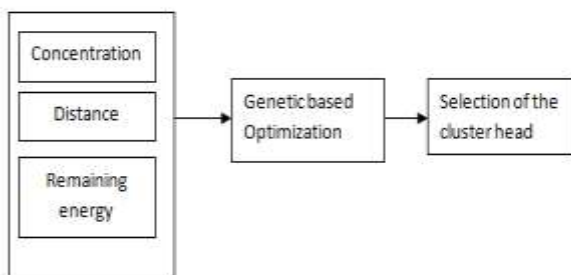 Concentration
Distance
Remaining
energy
Genetic based
Optimization
Selection of the
cluster head